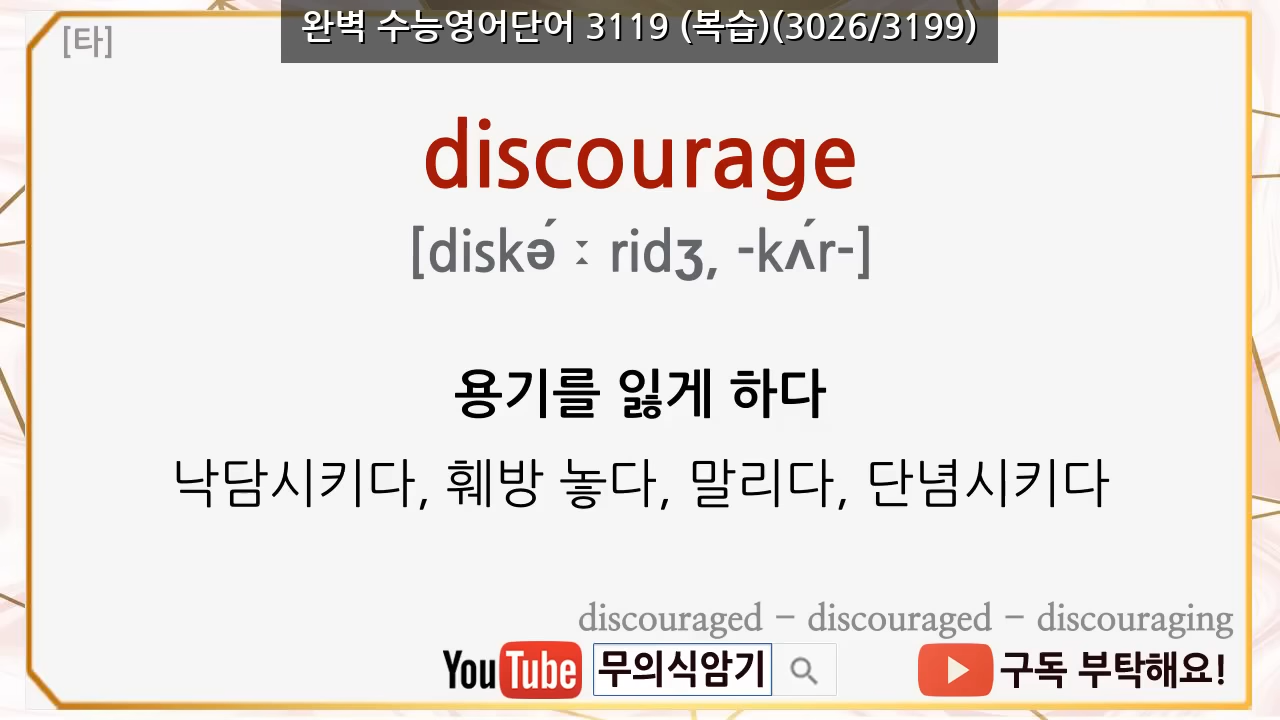 완벽 수능영어단어 3119 (복습)(3026/3199)
[타]
discourage
[diskə́ːridʒ, -kʌ́r-]
용기를 잃게 하다
낙담시키다, 훼방 놓다, 말리다, 단념시키다
discouraged - discouraged - discouraging
YouTube 무의식암기 구독 부탁해요!